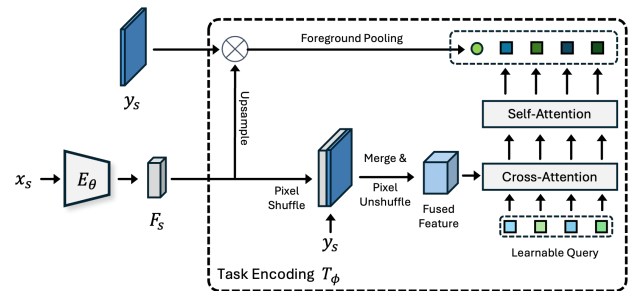 Foreground Pooling
y_s
Upsample
Self-Attention
x_s
E_θ
F_s
Pixel
Shuffle
Merge &
Pixel
Unshuffle
Cross-Attention
Fused
Feature
y_s
Learnable Query
Task Encoding T_ϕ